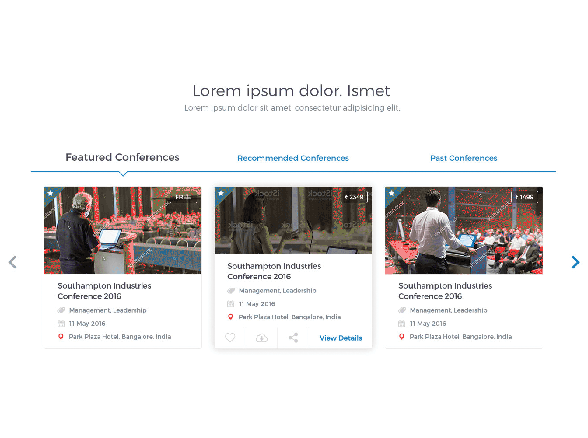 Lorem ipsum dolor. Ismet
Lorem ipsum dolor sit amet, consectetur adipisicing elit.
Featured Conferences
Recommended Conferences
Past Conferences
FREE
₹ 2349
₹ 1499
Southampton Industries
Conference 2016
Management, Leadership
11 May 2016
Park Plaza Hotel, Bangalore, India
Southampton Industries
Conference 2016
Management, Leadership
11 May 2016
Park Plaza Hotel, Bangalore, India
View Details
Southampton Industries
Conference 2016
Management, Leadership
11 May 2016
Park Plaza Hotel, Bangalore, India